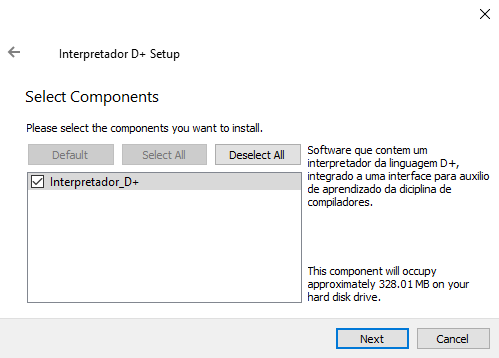 Interpretador D+ Setup
Select Components
Please select the components you want to install.
Default
Select All
Deselect All
Interpretador_D+
Software que contem um
interpretador da linguagem D+,
integrado a uma interface para auxilio
de aprendizado da diciplina de
compiladores.
This component will occupy
approximately 328.01 MB on your
hard disk drive.
Next
Cancel